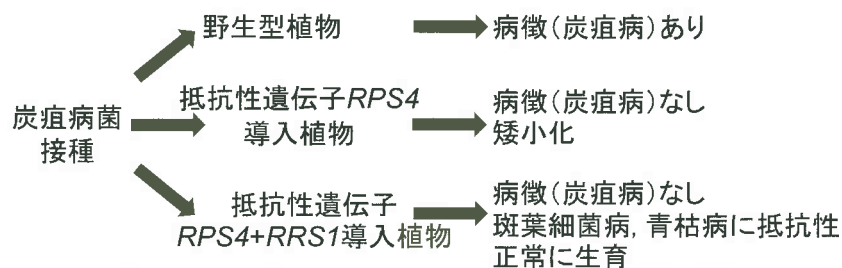 野生型植物
病徴(炭疽病)あり
炭疽病菌
接種
抵抗性遺伝子RPS4
導入植物
病徴(炭疽病)なし
矮小化
抵抗性遺伝子
RPS4+RRS1導入植物
病徴(炭疽病)なし
斑葉細菌病,青枯病に抵抗性
正常に生育